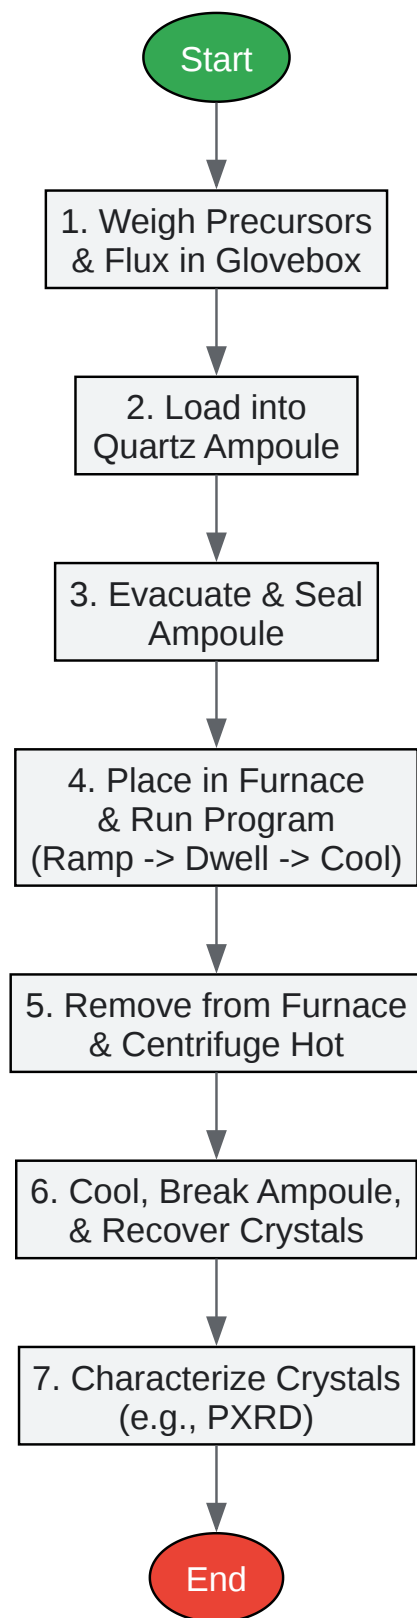 Start
1. Weigh Precursors
& Flux in Glovebox
2. Load into
Quartz Ampoule
3. Evacuate & Seal
Ampoule
4. Place in Furnace
& Run Program
(Ramp -> Dwell -> Cool)
5. Remove from Furnace
& Centrifuge Hot
6. Cool, Break Ampoule,
& Recover Crystals
7. Characterize Crystals
(e.g., PXRD)
End